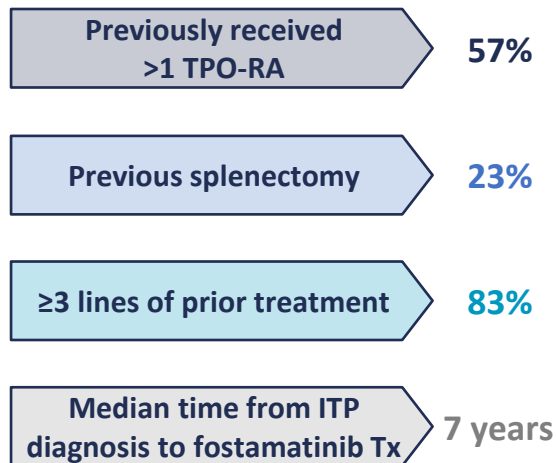 Previously received
>1 TPO-RA
57%
Previous splenectomy
23%
≥3 lines of prior treatment
83%
Median time from ITP
diagnosis to fostamatinib Tx
7 years